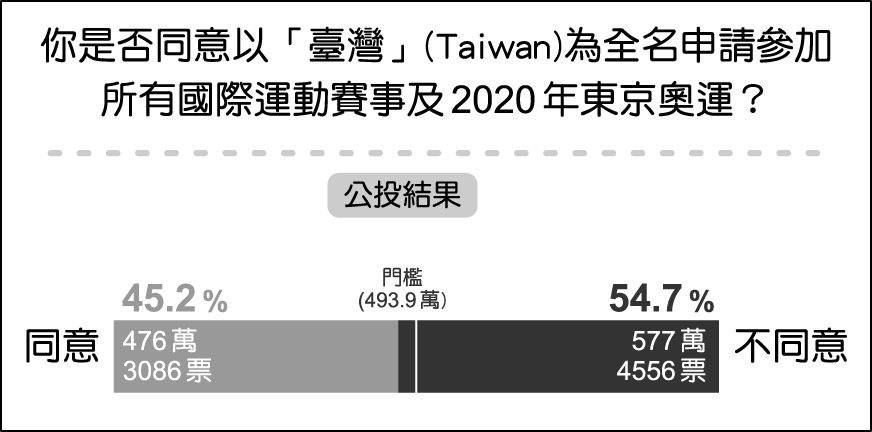 你是否同意以「臺灣」(Taiwan)為全名申請參加
所有國際運動賽事及2020年東京奧運？
公投結果
45.2%
門檻
(493.9萬)
54.7%
同意
476萬
3086票
577萬
4556票
不同意